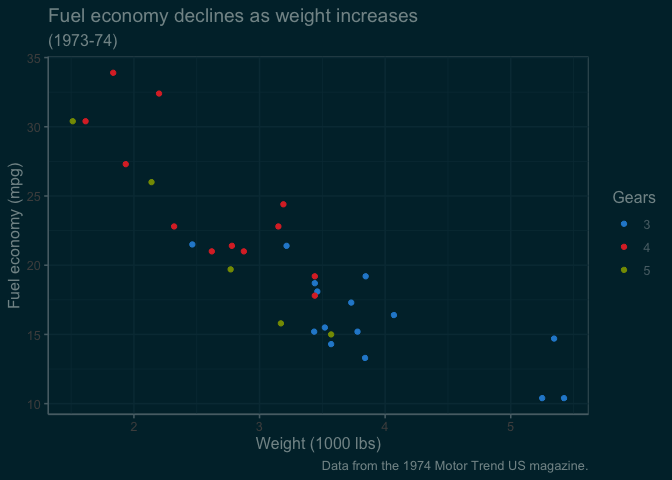 Fuel economy declines as weight increases
(1973-74)
Fuel economy (mpg)
35
30
25
20
15
10
2 3 4 5
Weight (1000 lbs)
Gears
3
4
5
Data from the 1974 Motor Trend US magazine.